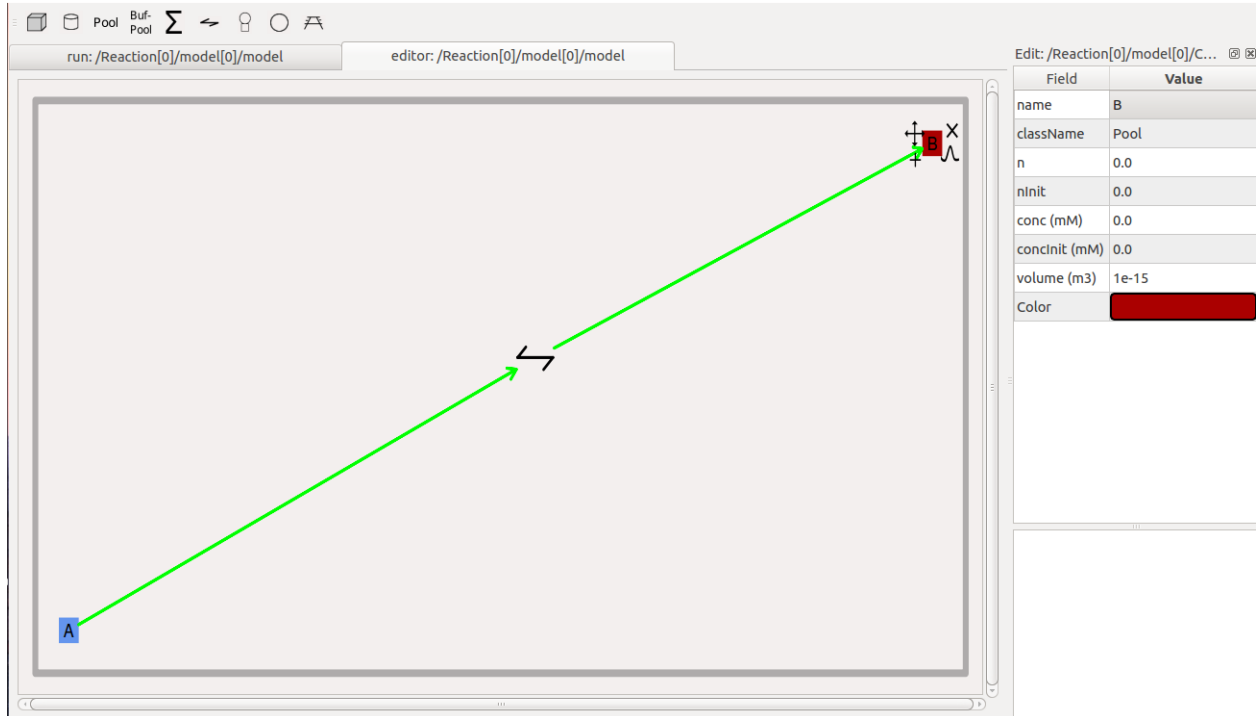 Pool
Buf-
Pool
Σ
run: /Reaction[0]/model[0]/model
editor: /Reaction[0]/model[0]/model
Edit: /Reaction[0]/model[0]/C...
Field Value
name B
className Pool
n 0.0
nInit 0.0
conc (mM) 0.0
concInit (mM) 0.0
volume (m3) 1e-15
Color
B
A